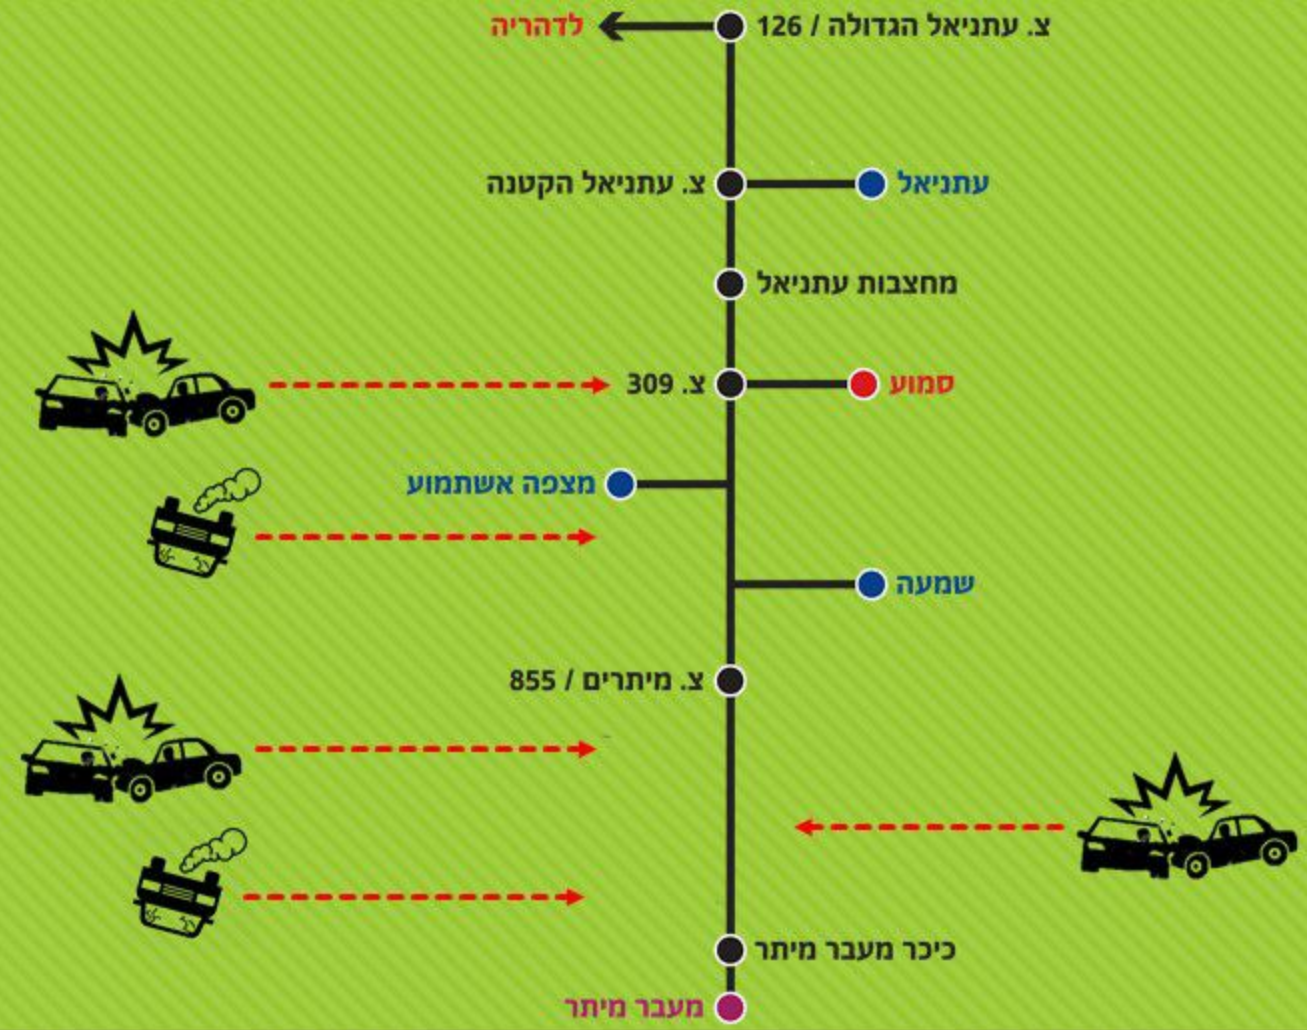 צ. עתניאל הגדולה / 126
לדהריה
עתניאל
צ. עתניאל הקטנה
מחצבות עתניאל
סמוע
צ. 309
מצפה אשתמוע
שמעה
צ. מיתרים / 855
כיכר מעבר מיתר
מעבר מיתר